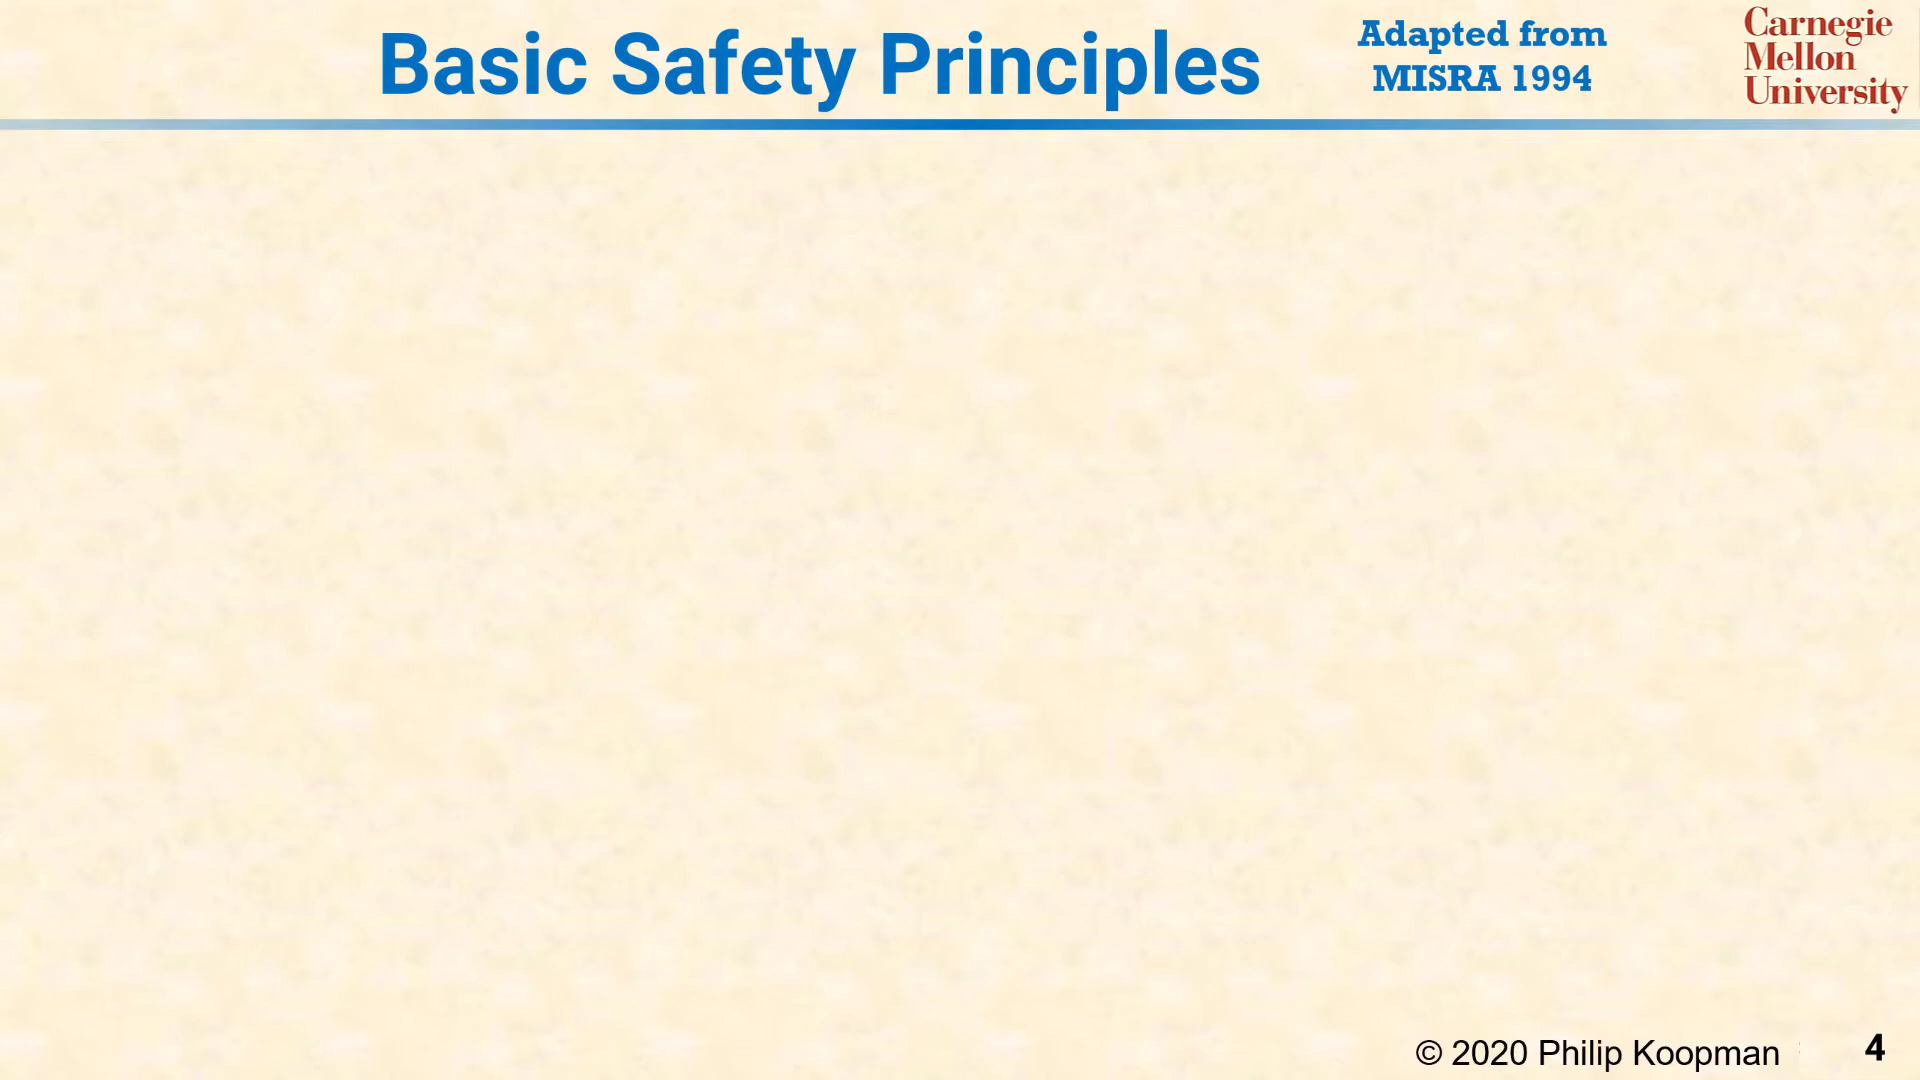 Basic Safety Principles
Adapted from
MISRA 1994
Carnegie
Mellon
University
© 2020 Philip Koopman
4